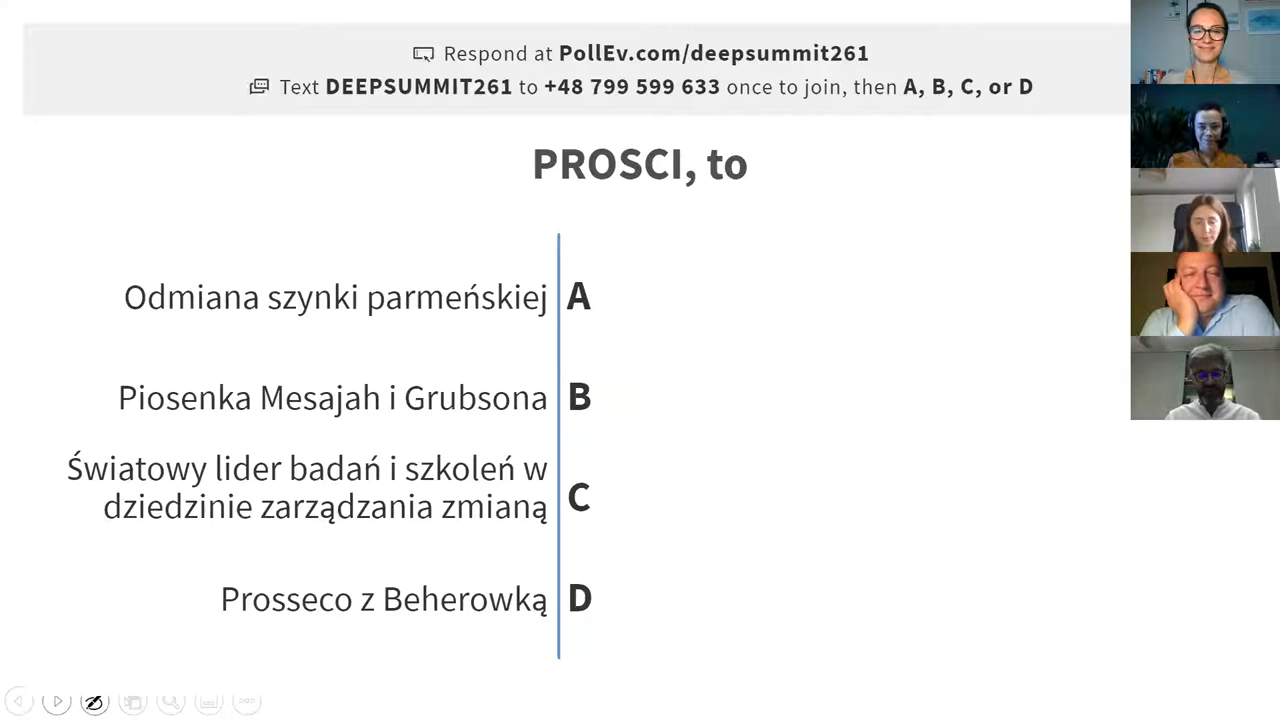 Respond at PollEv.com/deepsummit261
Text DEEPSUMMIT261 to +48 799 599 633 once to join, then A, B, C, or D
PROSCI, to
Odmiana szynki parmeńskiej A
Piosenka Mesajah i Grubsona B
Światowy lider badań i szkoleń w
dziedzinie zarządzania zmianą C
Prosseco z Beherowką D